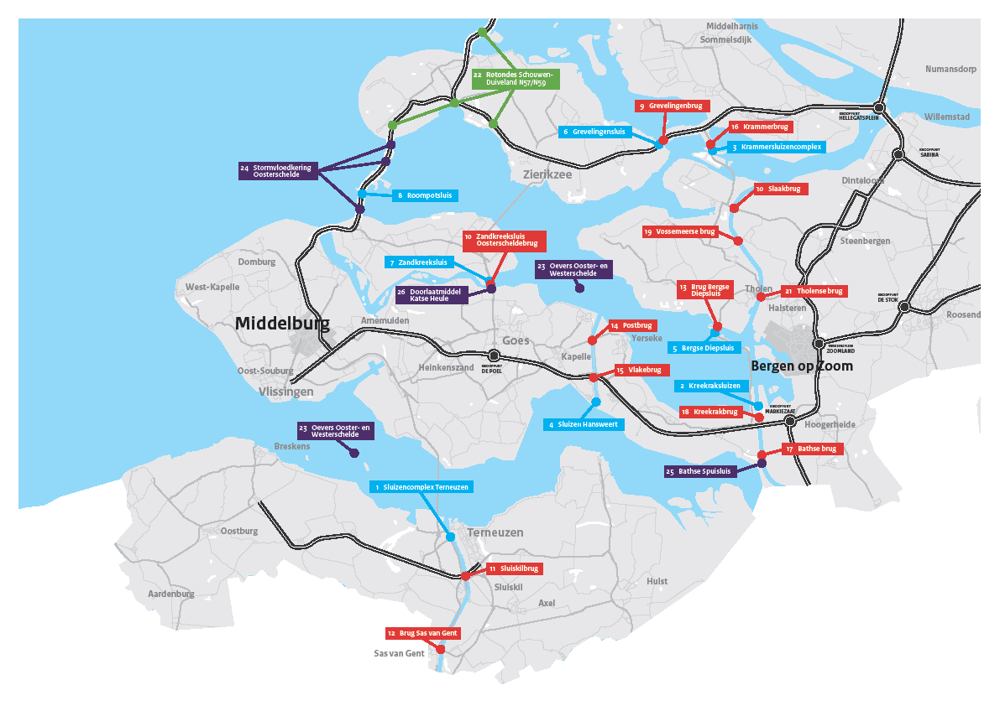 Middelharnis
Sommelsdijk
Numansdorp
22 Rotondes Schouwen-
Duiveland N57/N59
9 Grevelingenbrug
KNOOPPUNT
HELLEGATSPLEIN
Willemstad
6 Grevelingensluis
16 Krammerbrug
3 Krammersluizencomplex
KNOOPPUNT
SABINA
24 Stormvloedkering
Oosterschelde
Zierikzee
Dinteloord
8 Roompotsluis
10 Slaakbrug
19 Vossemeerse brug
10 Zandkreeksluis
Oosterscheldebrug
Steenbergen
Domburg
7 Zandkreeksluis
23 Oevers Ooster- en
Westerschelde
West-Kapelle
26 Doorlaatmiddel
Katse Heule
13 Brug Bergse
Diepsluis
Tholen
21 Tholense brug
KNOOPPUNT
DE STOK
Halsteren
Roosend
Middelburg
Arnemuiden
14 Postbrug
Yerseke
Goes
5 Bergse Diepsluis
ZOOMLAND
Kapelle
Oost-Souburg
Heinkenszand
KNOOPPUNT
DE POEL
15 Vlakebrug
Bergen op Zoom
2 Kreekraksluizen
Vlissingen
18 Kreekrakbrug
KNOOPPUNT
MARKIEZAAT
4 Sluizen Hansweert
Hoogerheide
23 Oevers Ooster- en
Westerschelde
Breskens
17 Bathse brug
25 Bathse Spuisluis
1 Sluizencomplex Terneuzen
Oostburg
Terneuzen
11 Sluiskilbrug
Hulst
Sluiskil
Aardenburg
Axel
12 Brug Sas van Gent
Sas van Gent